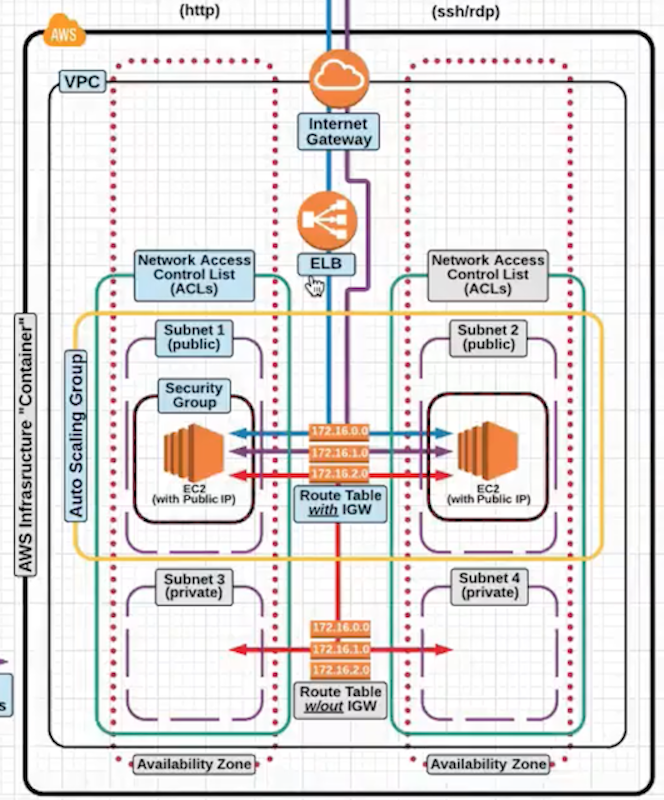 (http)
(ssh/rdp)
AWS
VPC
Internet
Gateway
ELB
Network Access
Control List
(ACLs)
Network Access
Control List
(ACLs)
AWS Infrasructure "Container"
Auto Scaling Group
Subnet 1
(public)
Subnet 2
(public)
Security
Group
172.16.0.0
172.16.1.0
172.16.2.0
EC2
(with Public IP)
EC2
(with Public IP)
Route Table
with IGW
Subnet 3
(private)
Subnet 4
(private)
172.16.0.0
172.16.1.0
172.16.2.0
Route Table
w/out IGW
s
Availability Zone
Availability Zone